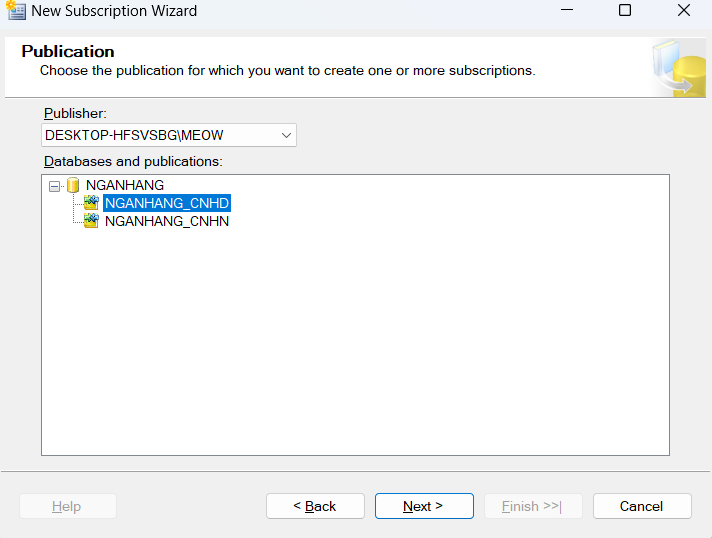 New Subscription Wizard
Publication
Choose the publication for which you want to create one or more subscriptions.
Publisher:
DESKTOP-HFSVSBG\MEOW
Databases and publications:
NGANHANG
NGANHANG_CNHD
NGANHANG_CNHN
Help
< Back
Next >
Finish >>|
Cancel